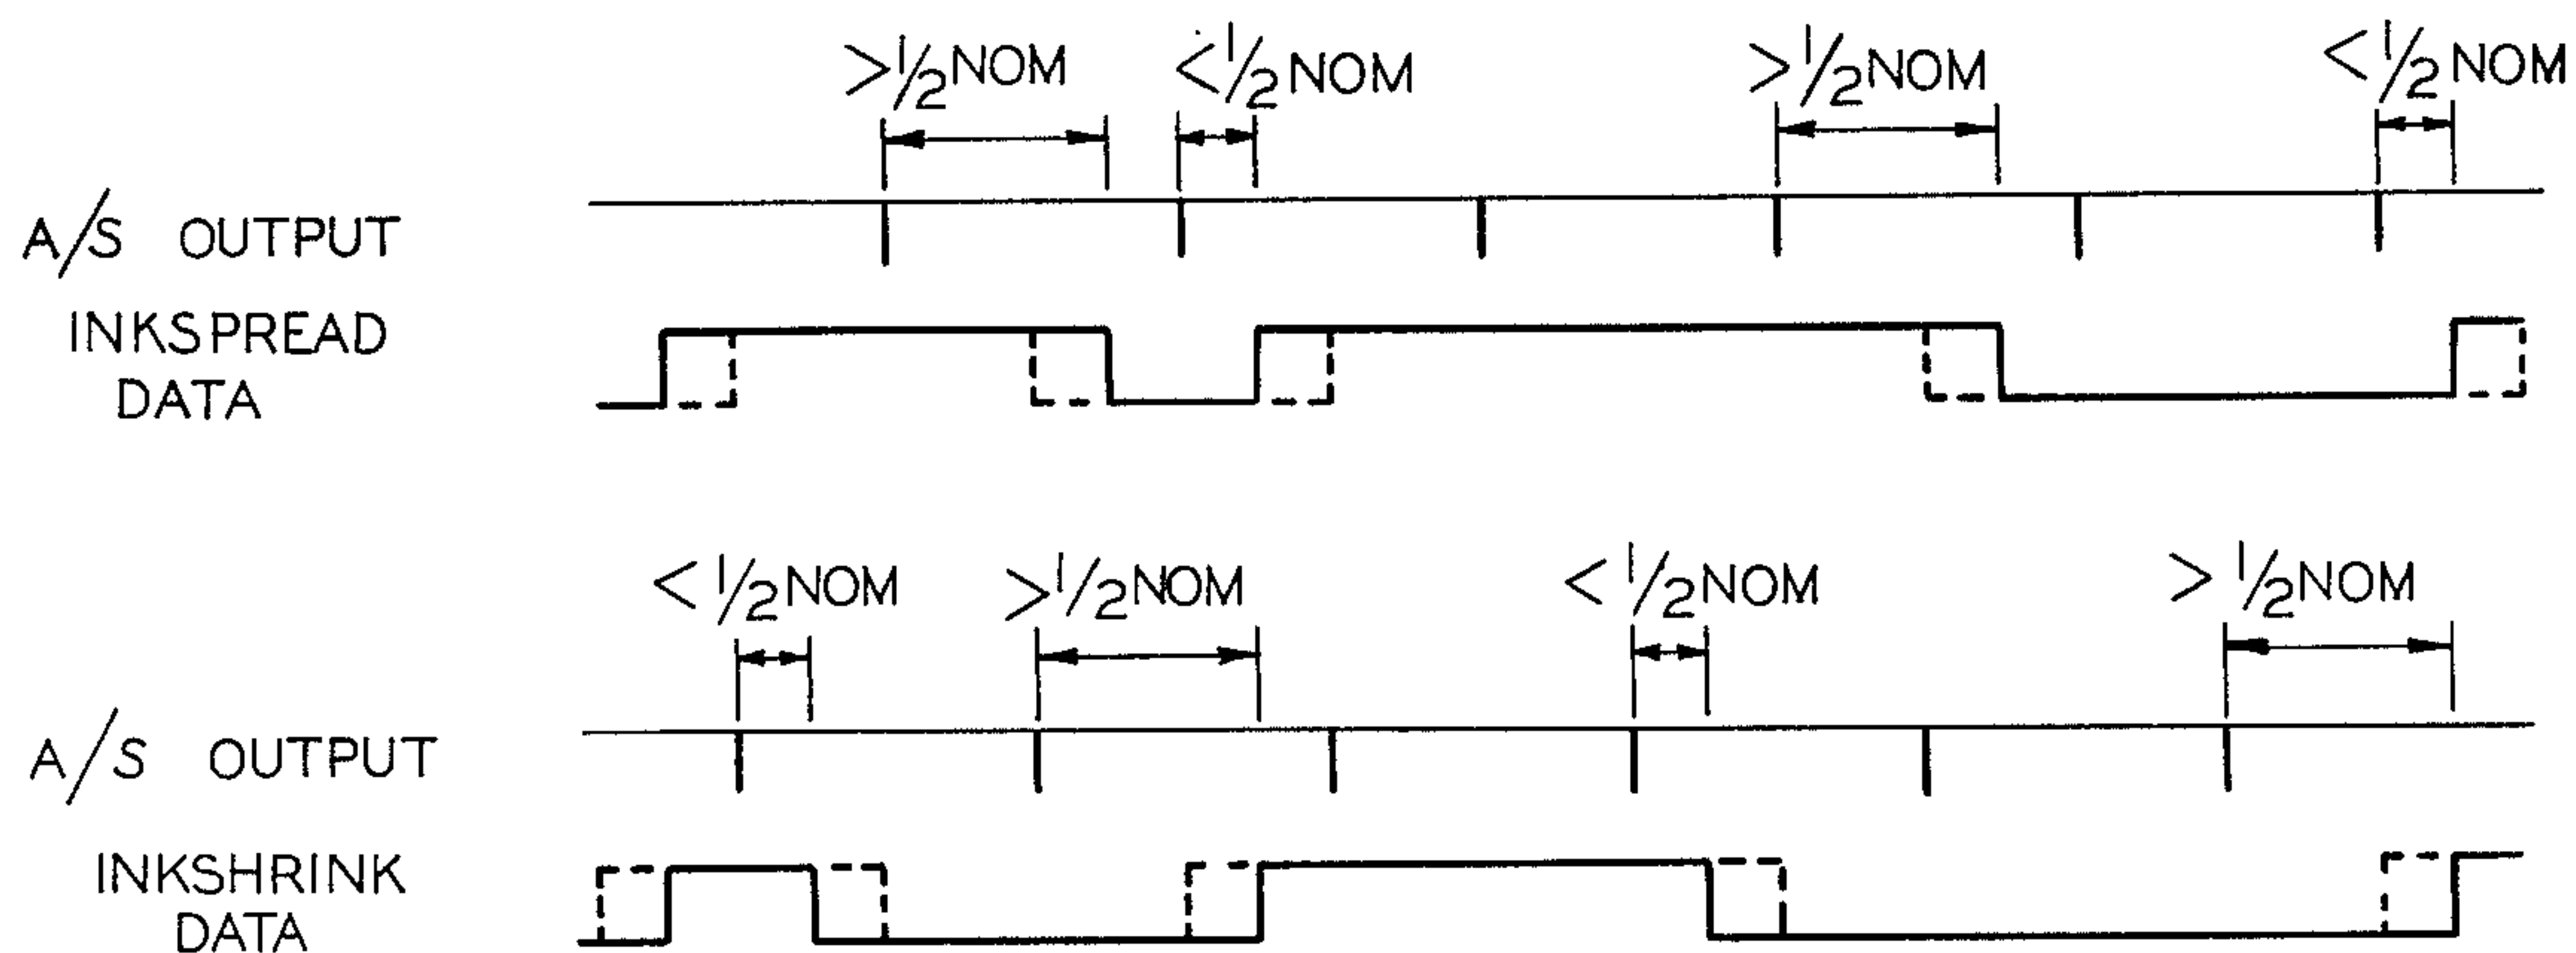 >1/2NOM <1/2NOM >1/2NOM <1/2NOM
A/S OUTPUT
INKSPREAD
DATA
<1/2NOM >1/2NOM <1/2NOM >1/2NOM
A/S OUTPUT
INKSHRINK
DATA